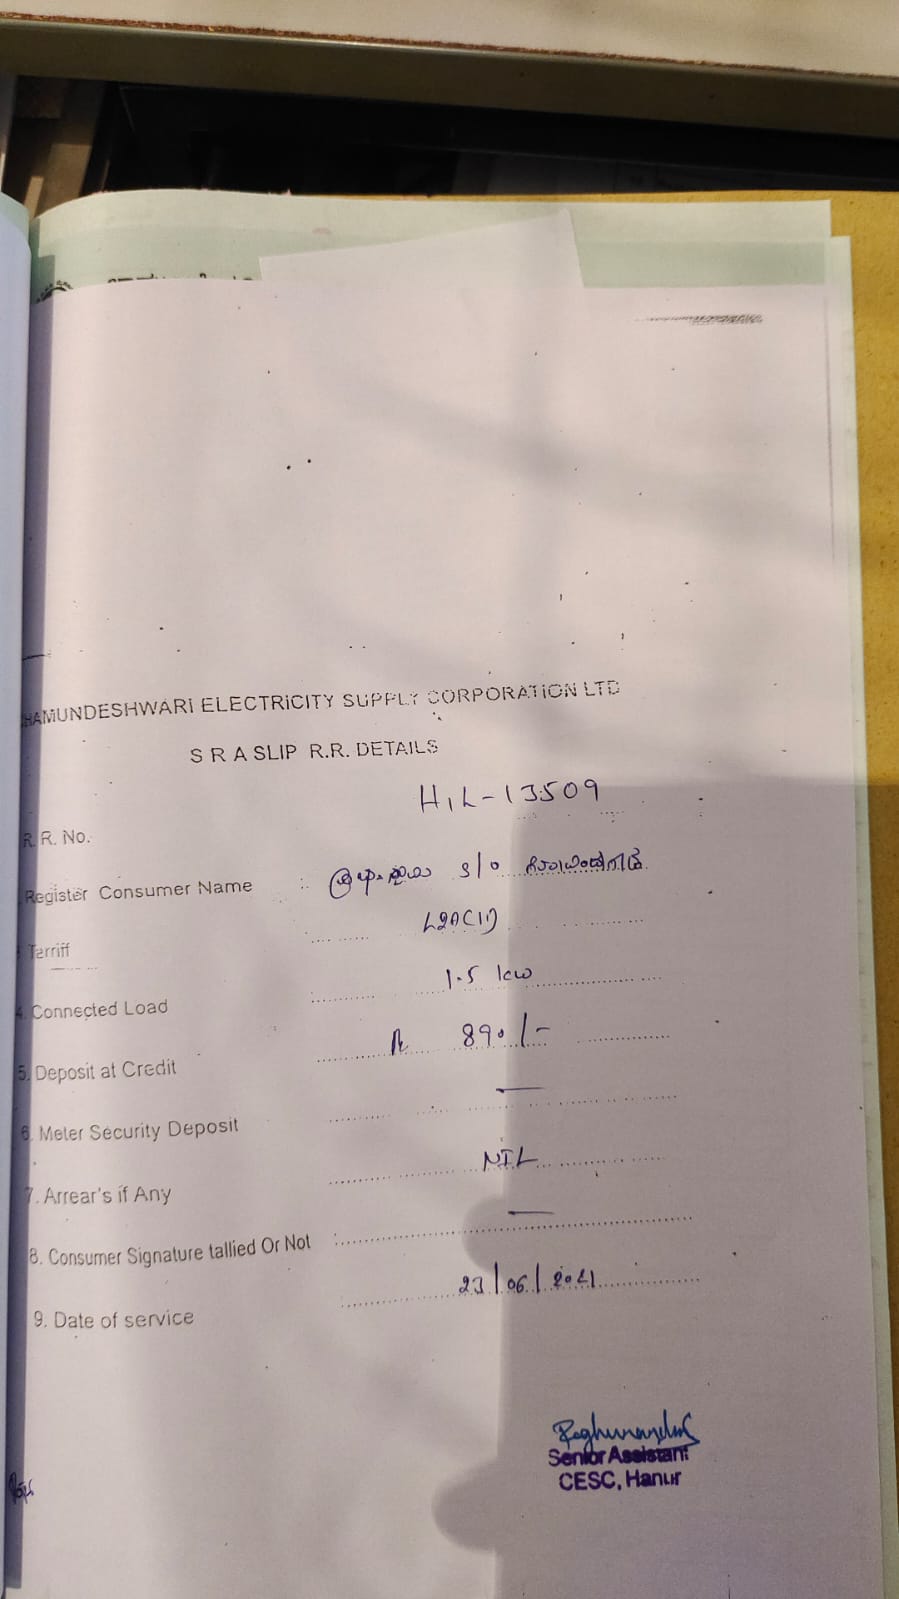 HAMUNDESHWARI ELECTRICITY SUPPLY CORPORATION LTD
S R A SLIP R.R. DETAILS
R. R. No. HIL-13509
Register Consumer Name : S/o
Tarriff
4. Connected Load 1.5 kw
5. Deposit at Credit 890/-
6. Meter Security Deposit —
7. Arrear's if Any NIL
8. Consumer Signature tallied Or Not : —
9. Date of service 23/06/2021
Senior Assistant
CESC, Hanur